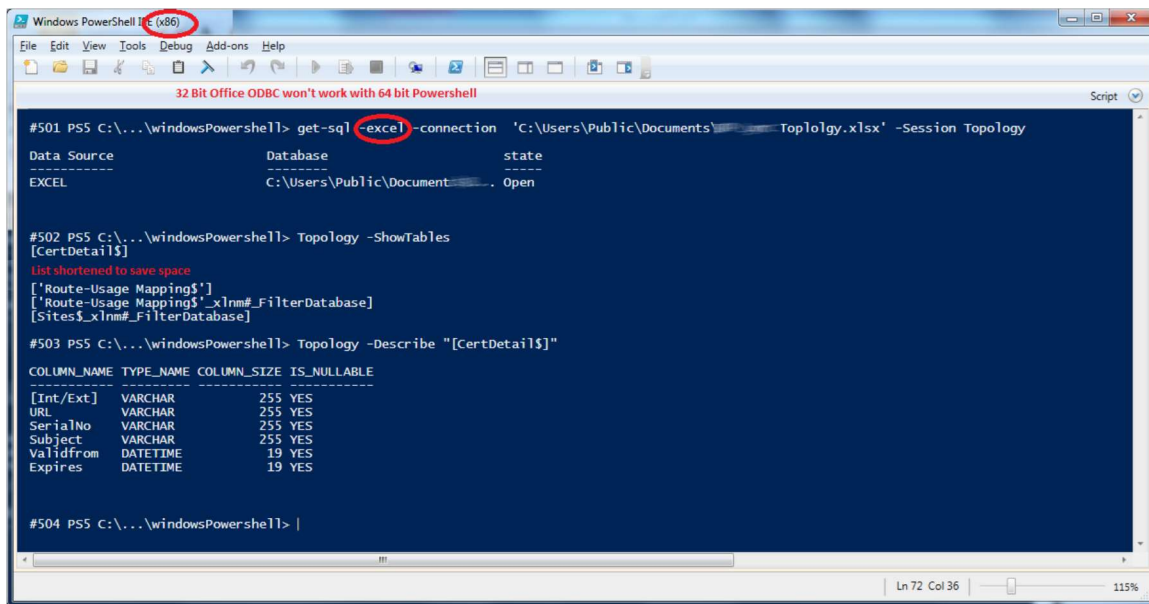 Windows PowerShell ISE (x86)
File Edit View Tools Debug Add-ons Help
32 Bit Office ODBC won't work with 64 bit Powershell
Script
#501 PS5 C:\...\windowsPowershell> get-sql -excel -connection 'C:\Users\Public\Documents\ Toplolgy.xlsx' -Session Topology
Data Source Database state
----------- -------- -----
EXCEL C:\Users\Public\Document . Open
#502 PS5 C:\...\windowsPowershell> Topology -ShowTables
[CertDetail$]
List shortened to save space
['Route-Usage Mapping$']
['Route-Usage Mapping$'_xlnm#_FilterDatabase]
[Sites$_xlnm#_FilterDatabase]
#503 PS5 C:\...\windowsPowershell> Topology -Describe "[CertDetail$]"
COLUMN_NAME TYPE_NAME COLUMN_SIZE IS_NULLABLE
----------- --------- ----------- -----------
[Int/Ext] VARCHAR 255 YES
URL VARCHAR 255 YES
SerialNo VARCHAR 255 YES
Subject VARCHAR 255 YES
Validfrom DATETIME 19 YES
Expires DATETIME 19 YES
#504 PS5 C:\...\windowsPowershell>
Ln 72 Col 36 115%